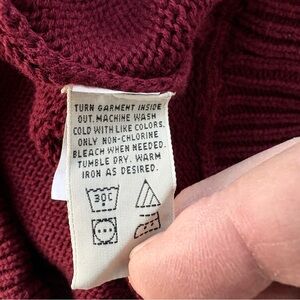 TURN GARMENT INSIDE
OUT. MACHINE WASH
COLD WITH LIKE COLORS.
ONLY NON-CHLORINE
BLEACH WHEN NEEDED.
TUMBLE DRY. WARM
IRON AS DESIRED.
30C